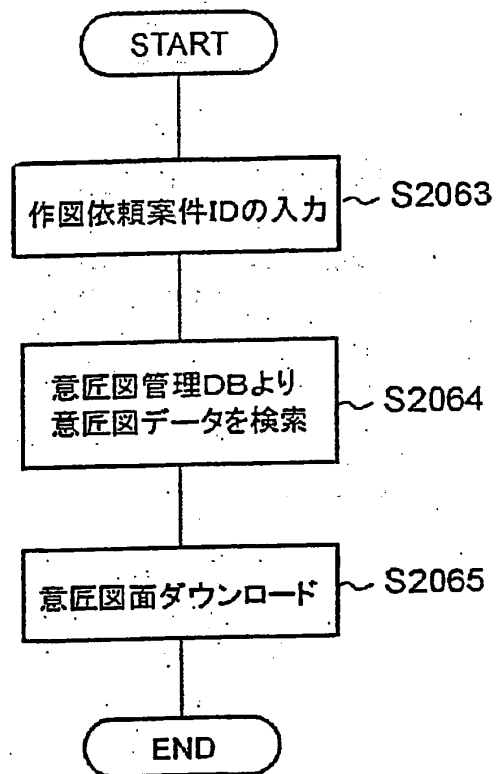 START
作図依頼案件IDの入力
S2063
意匠図管理DBより
意匠図データを検索
S2064
意匠図面ダウンロード
S2065
END